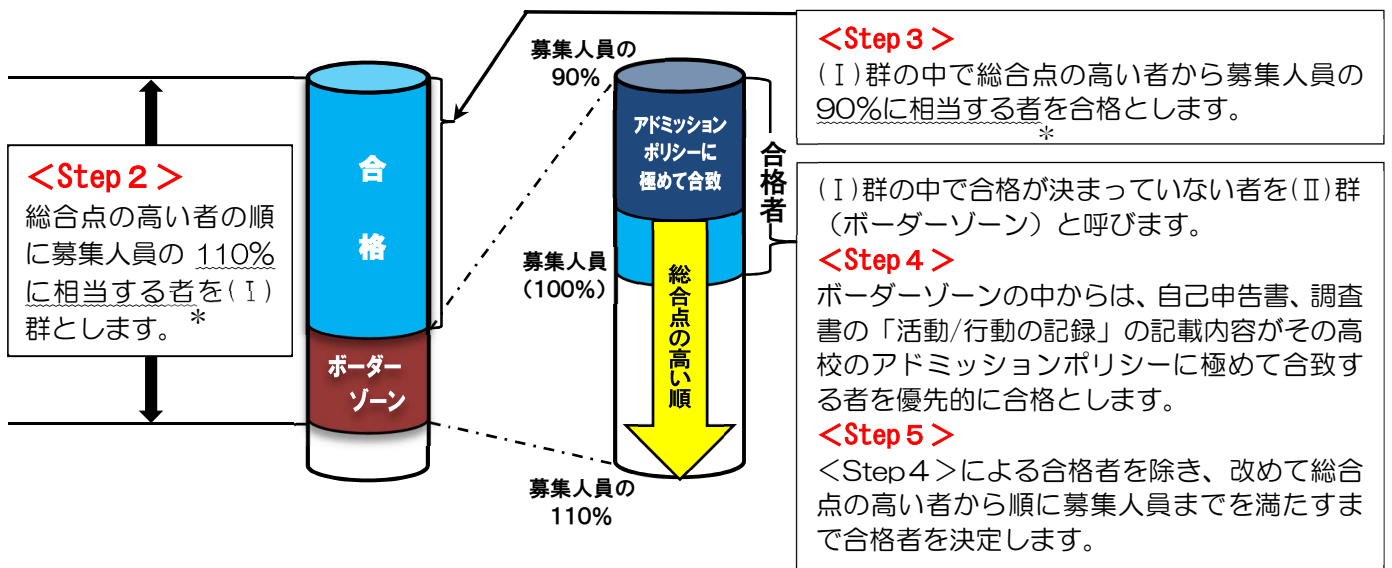 <Step 2>
総合点の高い者の順
に募集人員の 110%
に相当する者を(Ⅰ)
群とします。 *
合
格
ボーダー
ゾーン
募集人員の
90%
募集人員
(100%)
募集人員の
110%
アドミッション
ポリシーに
極めて合致
総合点の高い順
合格者
<Step 3>
(Ⅰ)群の中で総合点の高い者から募集人員の
90%に相当する者を合格とします。
*
(Ⅰ)群の中で合格が決まっていない者を(Ⅱ)群
(ボーダーゾーン)と呼びます。
<Step 4>
ボーダーゾーンの中からは、自己申告書、調査
書の「活動/行動の記録」の記載内容がその高
校のアドミッションポリシーに極めて合致す
る者を優先的に合格とします。
<Step 5>
<Step4>による合格者を除き、改めて総合
点の高い者から順に募集人員までを満たすま
で合格者を決定します。